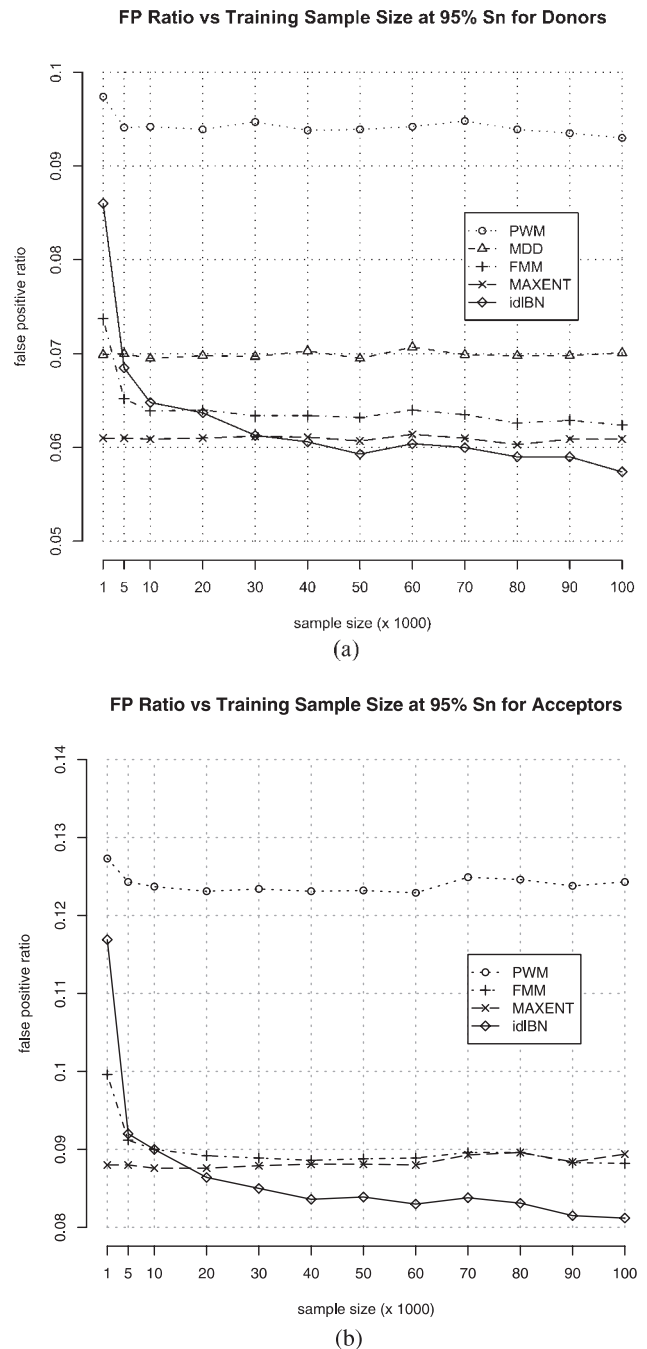 FP Ratio vs Training Sample Size at 95% Sn for Donors
0.1
0.09
0.08
0.07
0.06
0.05
false positive ratio
PWM
MDD
FMM
MAXENT
idlBN
1 5 10 20 30 40 50 60 70 80 90 100
sample size (x 1000)
(a)
FP Ratio vs Training Sample Size at 95% Sn for Acceptors
0.14
0.13
0.12
0.11
0.1
0.09
0.08
false positive ratio
PWM
FMM
MAXENT
idlBN
1 5 10 20 30 40 50 60 70 80 90 100
sample size (x 1000)
(b)